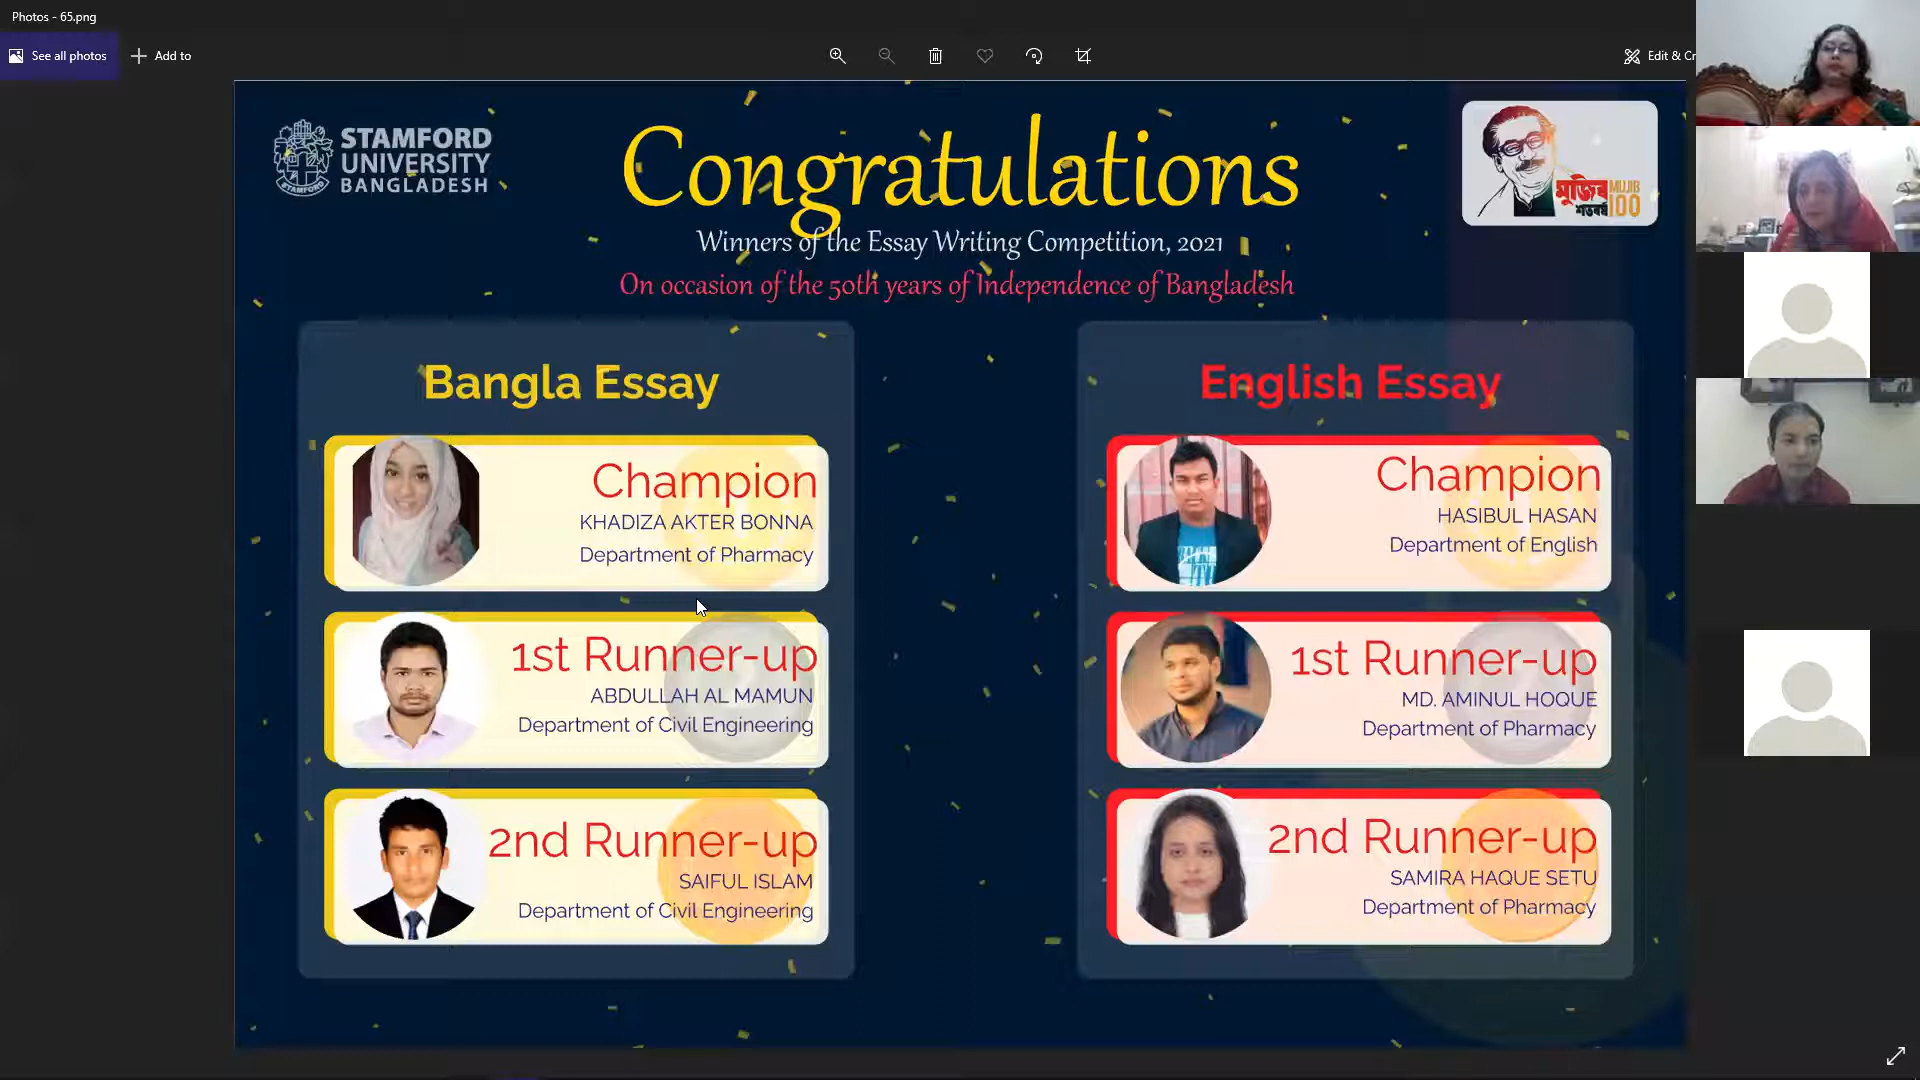 Photos - 65.png
See all photos
Add to
Edit & Cr
STAMFORD
UNIVERSITY
BANGLADESH
Congratulations
Winners of the Essay Writing Competition, 2021
On occasion of the 50th years of Independence of Bangladesh
মুজিব MUJIB
শতবর্ষ 100
Bangla Essay
Champion
KHADIZA AKTER BONNA
Department of Pharmacy
1st Runner-up
ABDULLAH AL MAMUN
Department of Civil Engineering
2nd Runner-up
SAIFUL ISLAM
Department of Civil Engineering
English Essay
Champion
HASIBUL HASAN
Department of English
1st Runner-up
MD. AMINUL HOQUE
Department of Pharmacy
2nd Runner-up
SAMIRA HAQUE SETU
Department of Pharmacy